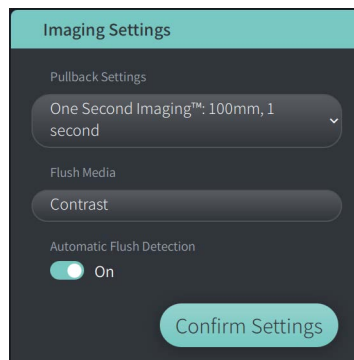 Imaging Settings
Pullback Settings
One Second Imaging™: 100mm, 1
second
Flush Media
Contrast
Automatic Flush Detection
On
Confirm Settings